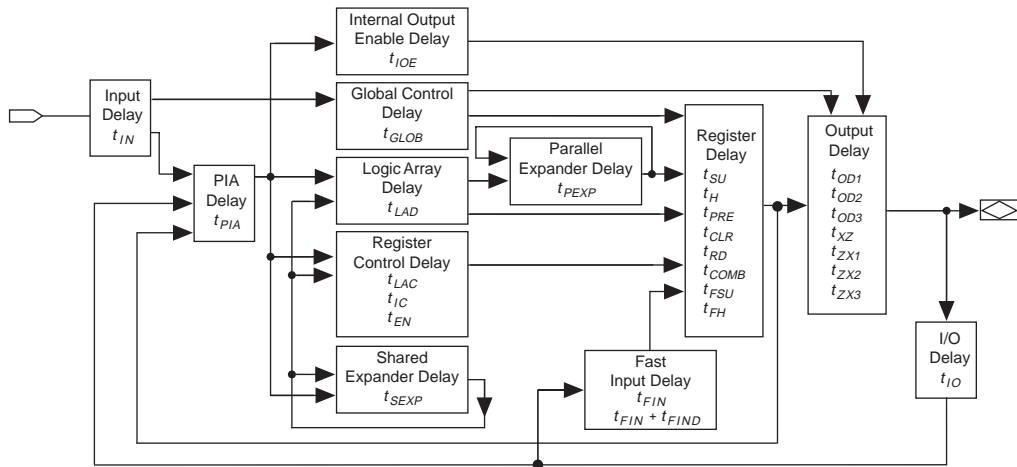 Internal Output
Enable Delay
tIOE
Input
Delay
tIN
Global Control
Delay
tGLOB
PIA
Delay
tPIA
Logic Array
Delay
tLAD
Parallel
Expander Delay
tPEXP
Register
Control Delay
tLAC
tIC
tEN
Shared
Expander Delay
tSEXP
Fast
Input Delay
tFIN
tFIN + tFIND
Register
Delay
tSU
tH
tPRE
tCLR
tRD
tCOMB
tFSU
tFH
Output
Delay
tOD1
tOD2
tOD3
tXZ
tZX1
tZX2
tZX3
I/O
Delay
tIO